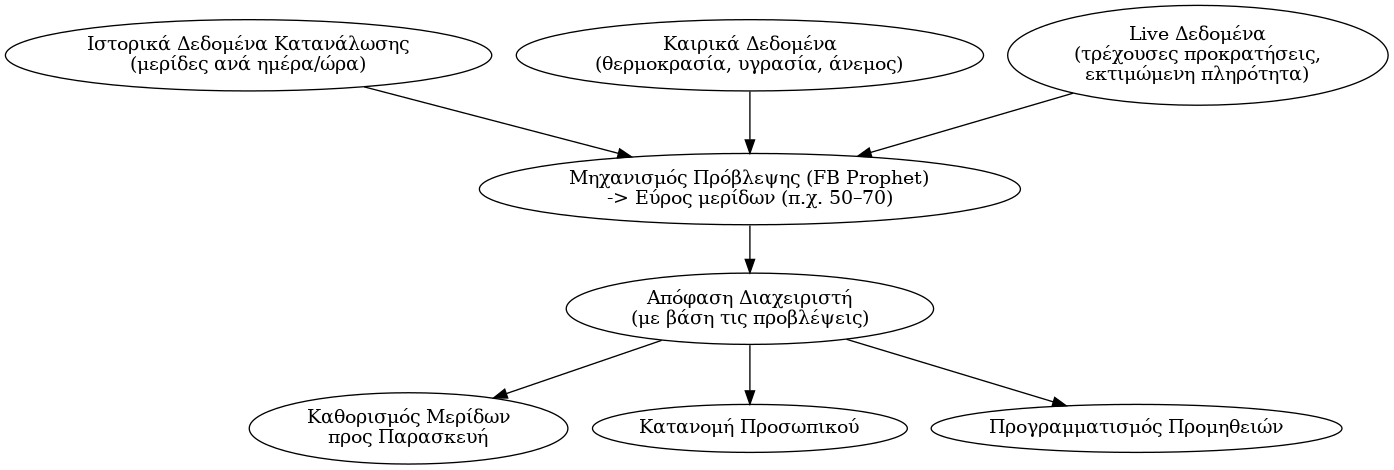 Ιστορικά Δεδομένα Κατανάλωσης
(μερίδες ανά ημέρα/ώρα)
Καιρικά Δεδομένα
(θερμοκρασία, υγρασία, άνεμος)
Live Δεδομένα
(τρέχουσες προκρατήσεις,
εκτιμώμενη πληρότητα)
Μηχανισμός Πρόβλεψης (FB Prophet)
-> Εύρος μερίδων (π.χ. 50–70)
Απόφαση Διαχειριστή
(με βάση τις προβλέψεις)
Καθορισμός Μερίδων
προς Παρασκευή
Κατανομή Προσωπικού
Προγραμματισμός Προμηθειών